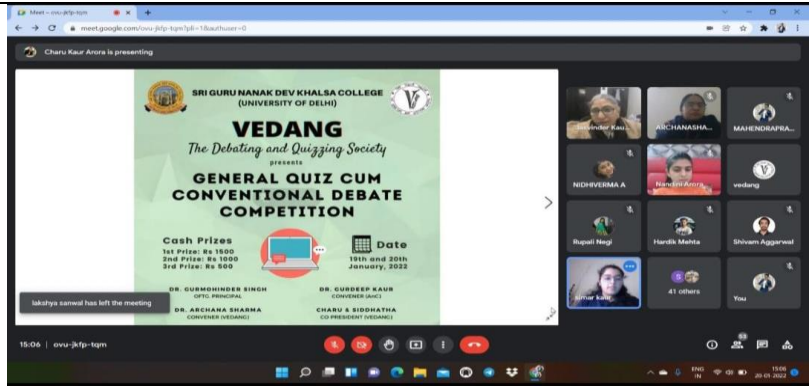 Meet – ovu-jkfp-tqm
meet.google.com/ovu-jkfp-tqm?pli=1&authuser=0
Charu Kaur Arora is presenting
SRI GURU NANAK DEV KHALSA COLLEGE
(UNIVERSITY OF DELHI)
VEDANG
The Debating and Quizzing Society
presents
GENERAL QUIZ CUM
CONVENTIONAL DEBATE
COMPETITION
Cash Prizes
1st Prize: Rs 1500
2nd Prize: Rs 1000
3rd Prize: Rs 500
Date
19th and 20th
January, 2022
DR. GURMOHINDER SINGH
OFTG. PRINCIPAL
DR. GURDEEP KAUR
CONVENER (AHC)
DR. ARCHANA SHARMA
CONVENER (VEDANG)
CHARU & SIDDHATHA
CO PRESIDENT (VEDANG)
lakshya sanwal has left the meeting
ARCHANASHA...
MAHENDRAPRA...
NIDHIVERMA A
Nandini Arora
vedang
Rupali Negi
Hardik Mehta
Shivam Aggarwal
simar kaur
S
41 others
You
15:06 | ovu-jkfp-tqm
53
ENG
IN
15:06
20-01-2022